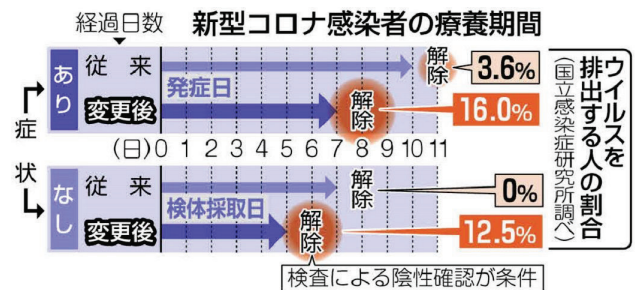 新型コロナ感染者の療養期間
経過日数
症状
あり
従来
解除
3.6%
発症日
変更後
解除
16.0%
(日)0 1 2 3 4 5 6 7 8 9 10 11
なし
従来
解除
0%
検体採取日
変更後
解除
12.5%
検査による陰性確認が条件
ウイルスを
排出する人の割合
(国立感染症研究所調べ)